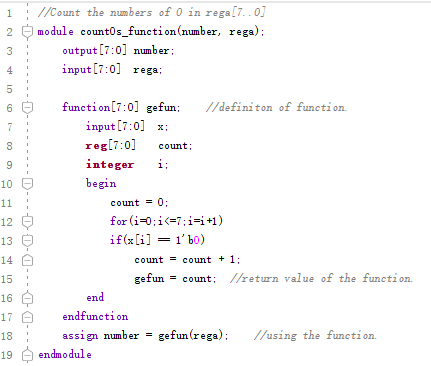 1 //Count the numbers of 0 in rega[7..0]
2 module count0s_function(number, rega);
3 output[7:0] number;
4 input[7:0] rega;
5
6 function[7:0] gefun; //definiton of function.
7 input[7:0] x;
8 reg[7:0] count;
9 integer i;
10 begin
11 count = 0;
12 for(i=0;i<=7;i=i+1)
13 if(x[i] == 1'b0)
14 count = count + 1;
15 gefun = count; //return value of the function.
16 end
17 endfunction
18 assign number = gefun(rega); //using the function.
19 endmodule